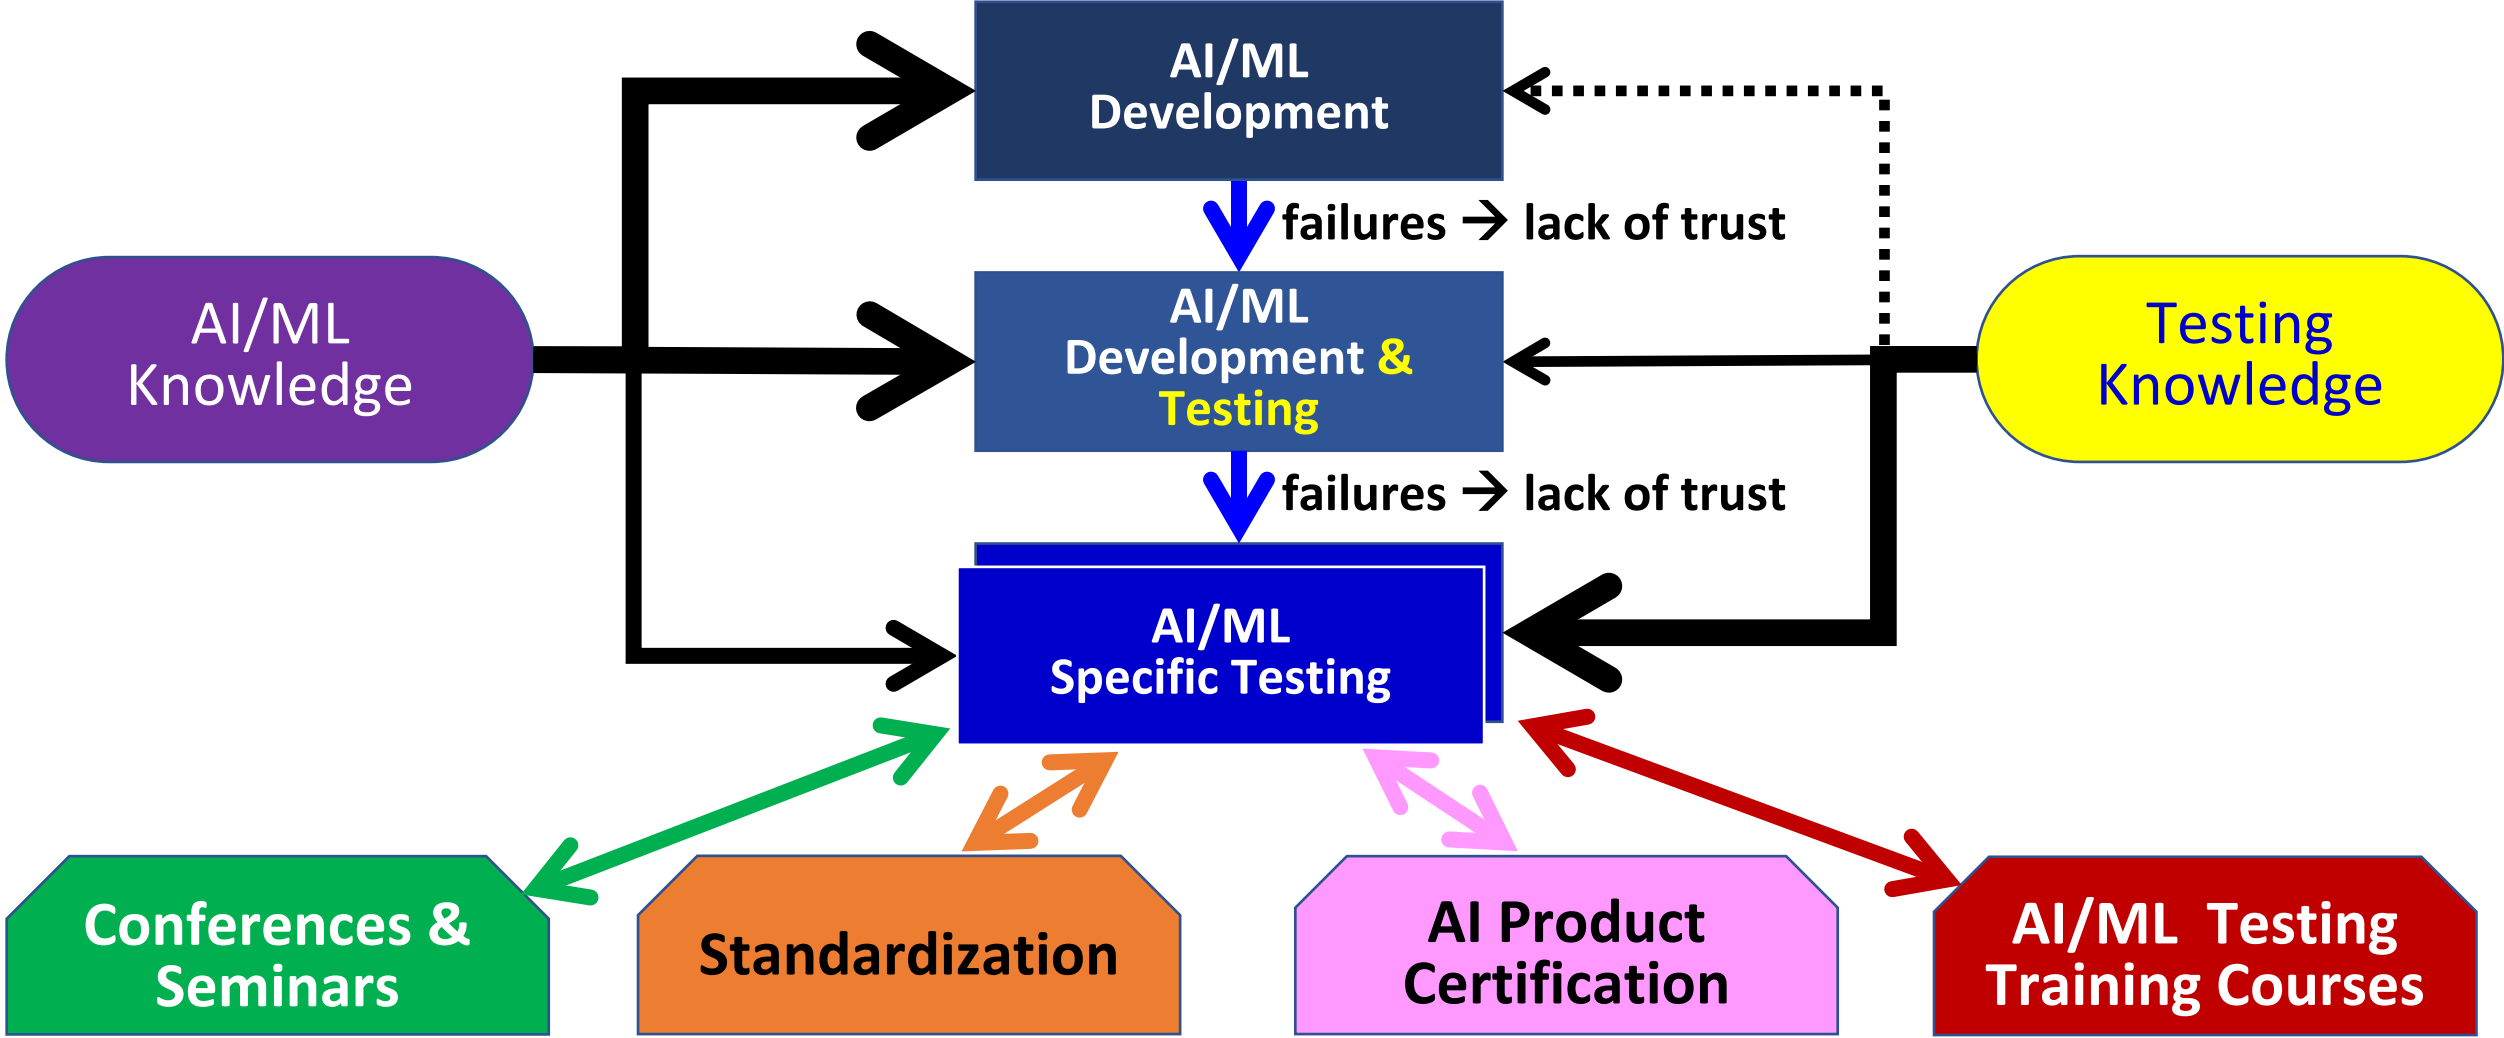 AI/ML
Development
failures → lack of trust
AI/ML
Knowledge
AI/ML
Development &
Testing
Testing
Knowledge
failures → lack of trust
AI/ML
Specific Testing
Conferences &
Seminars
Standardization
AI Product
Certification
AI/ML Testing
Training Courses